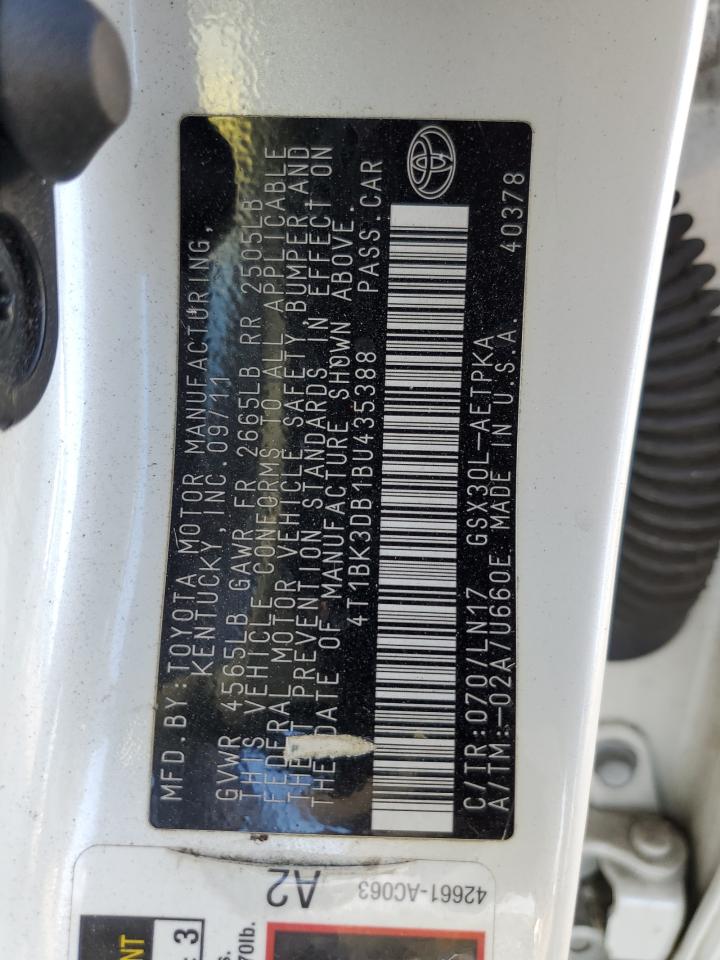 MFD.BY:TOYOTA MOTOR MANUFACTURING,
KENTUCKY,INC.09/11
GVWR 4565LB GAWR FR 2665LB RR 2505LB
THIS VEHICLE CONFORMS TO ALL APPLICABLE
FEDERAL MOTOR VEHICLE SAFETY, BUMPER,AND
THEFT PREVENTION STANDARDS IN EFFECT ON
THE DATE OF MANUFACTURE SHOWN ABOVE.
4T1BK3DB1BU435388 PASS.CAR
C/TR:070/LN17 GSX30L-AETPKA
A/TM:-02A/U660E MADE IN U.S.A. 40378
A2
42661-AC063
3
70lb.